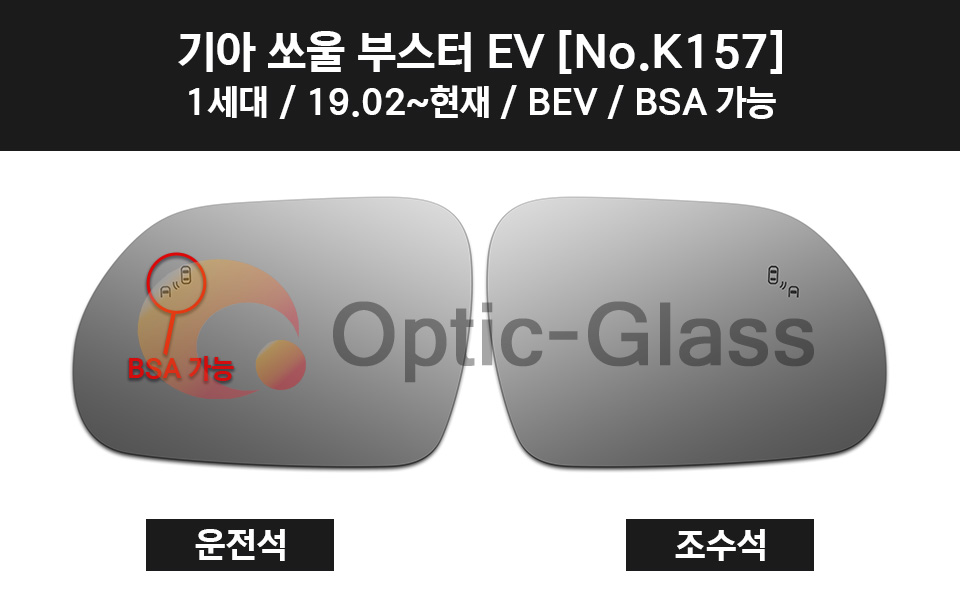 기아 쏘울 부스터 EV [No.K157]
1세대 / 19.02~현재 / BEV / BSA 가능
Optic-Glass
BSA 가능
운전석
조수석